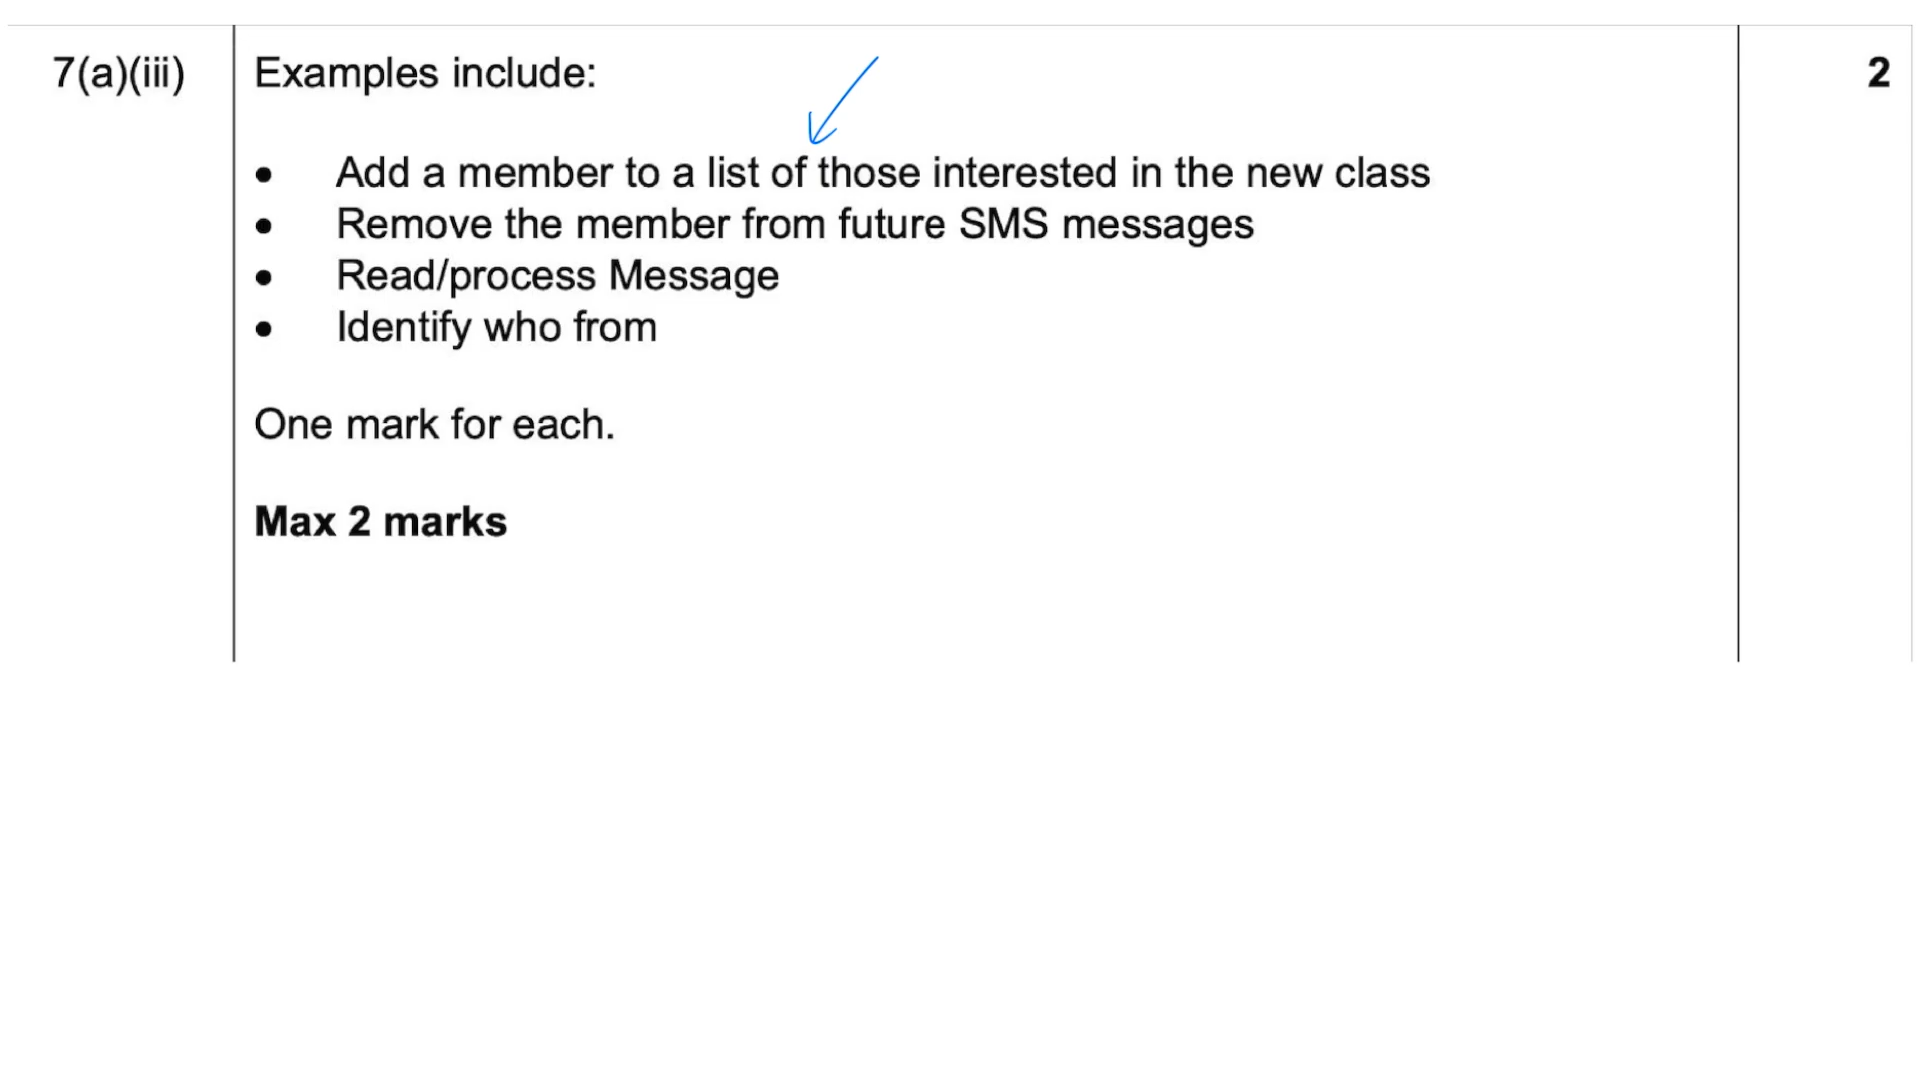 7(a)(iii) Examples include: 2
• Add a member to a list of those interested in the new class
• Remove the member from future SMS messages
• Read/process Message
• Identify who from
One mark for each.
Max 2 marks